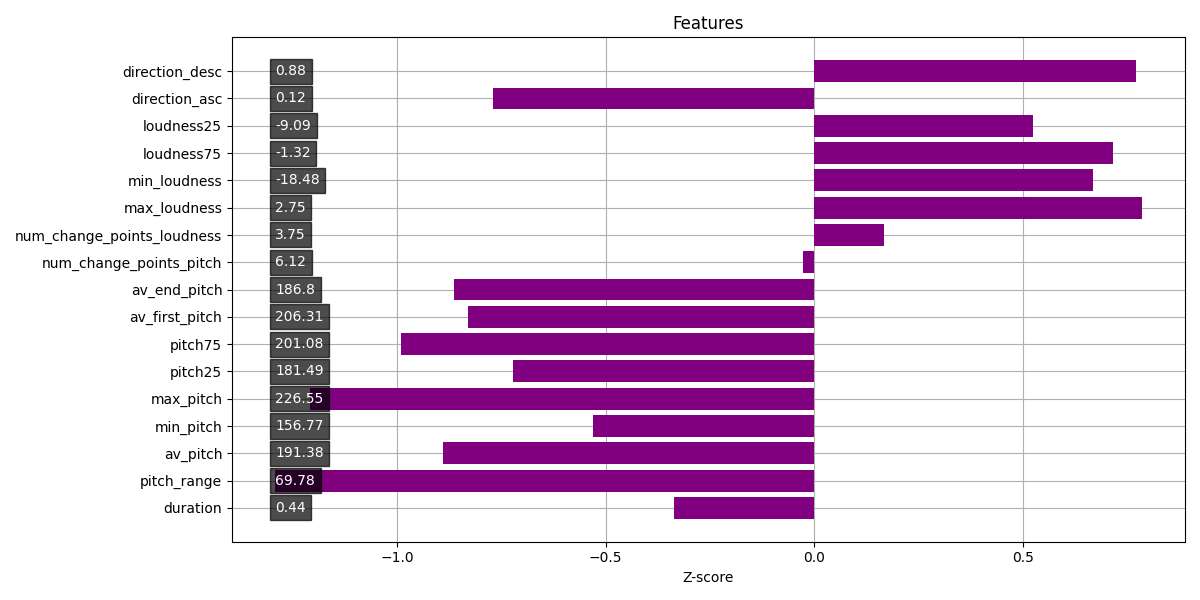 Features
direction_desc 0.88
direction_asc 0.12
loudness25 -9.09
loudness75 -1.32
min_loudness -18.48
max_loudness 2.75
num_change_points_loudness 3.75
num_change_points_pitch 6.12
av_end_pitch 186.8
av_first_pitch 206.31
pitch75 201.08
pitch25 181.49
max_pitch 226.55
min_pitch 156.77
av_pitch 191.38
pitch_range 69.78
duration 0.44
−1.0 −0.5 0.0 0.5
Z-score